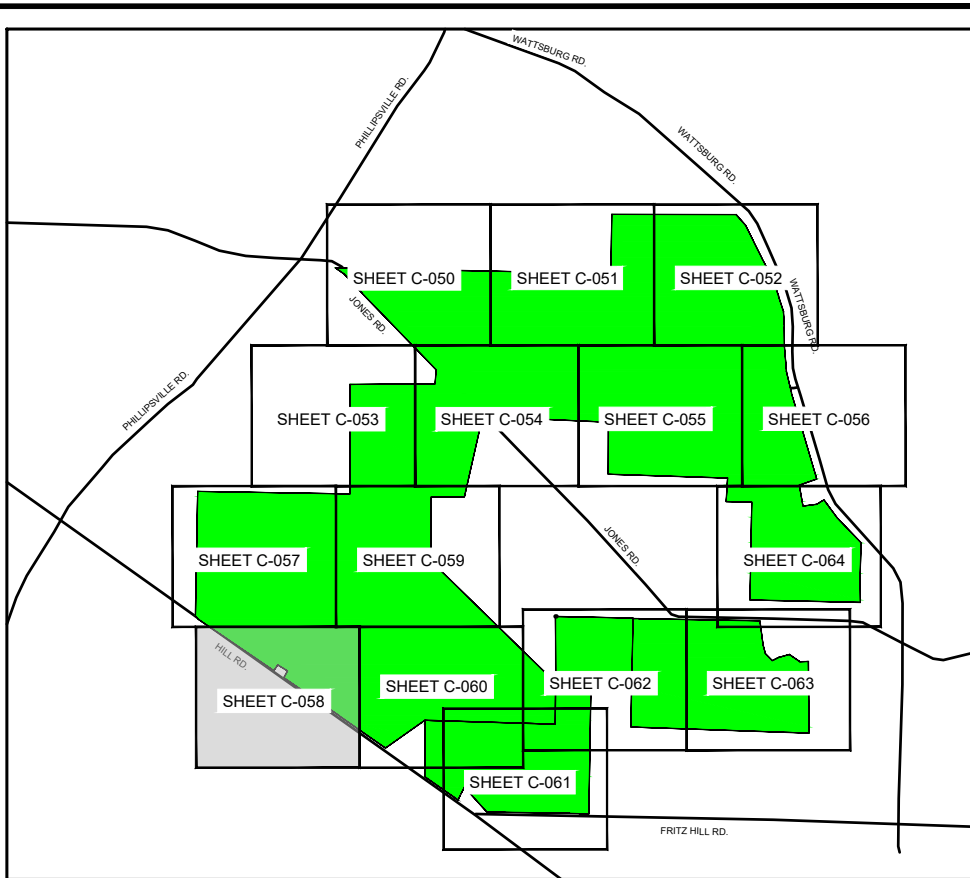 WATTSBURG RD.
PHILLIPSVILLE RD.
WATTSBURG RD.
SHEET C-050
SHEET C-051
SHEET C-052
JONES RD.
WATTSBURG RD.
PHILLIPSVILLE RD.
SHEET C-053
SHEET C-054
SHEET C-055
SHEET C-056
JONES RD.
SHEET C-057
SHEET C-059
SHEET C-064
HILL RD.
SHEET C-058
SHEET C-060
SHEET C-062
SHEET C-063
SHEET C-061
FRITZ HILL RD.